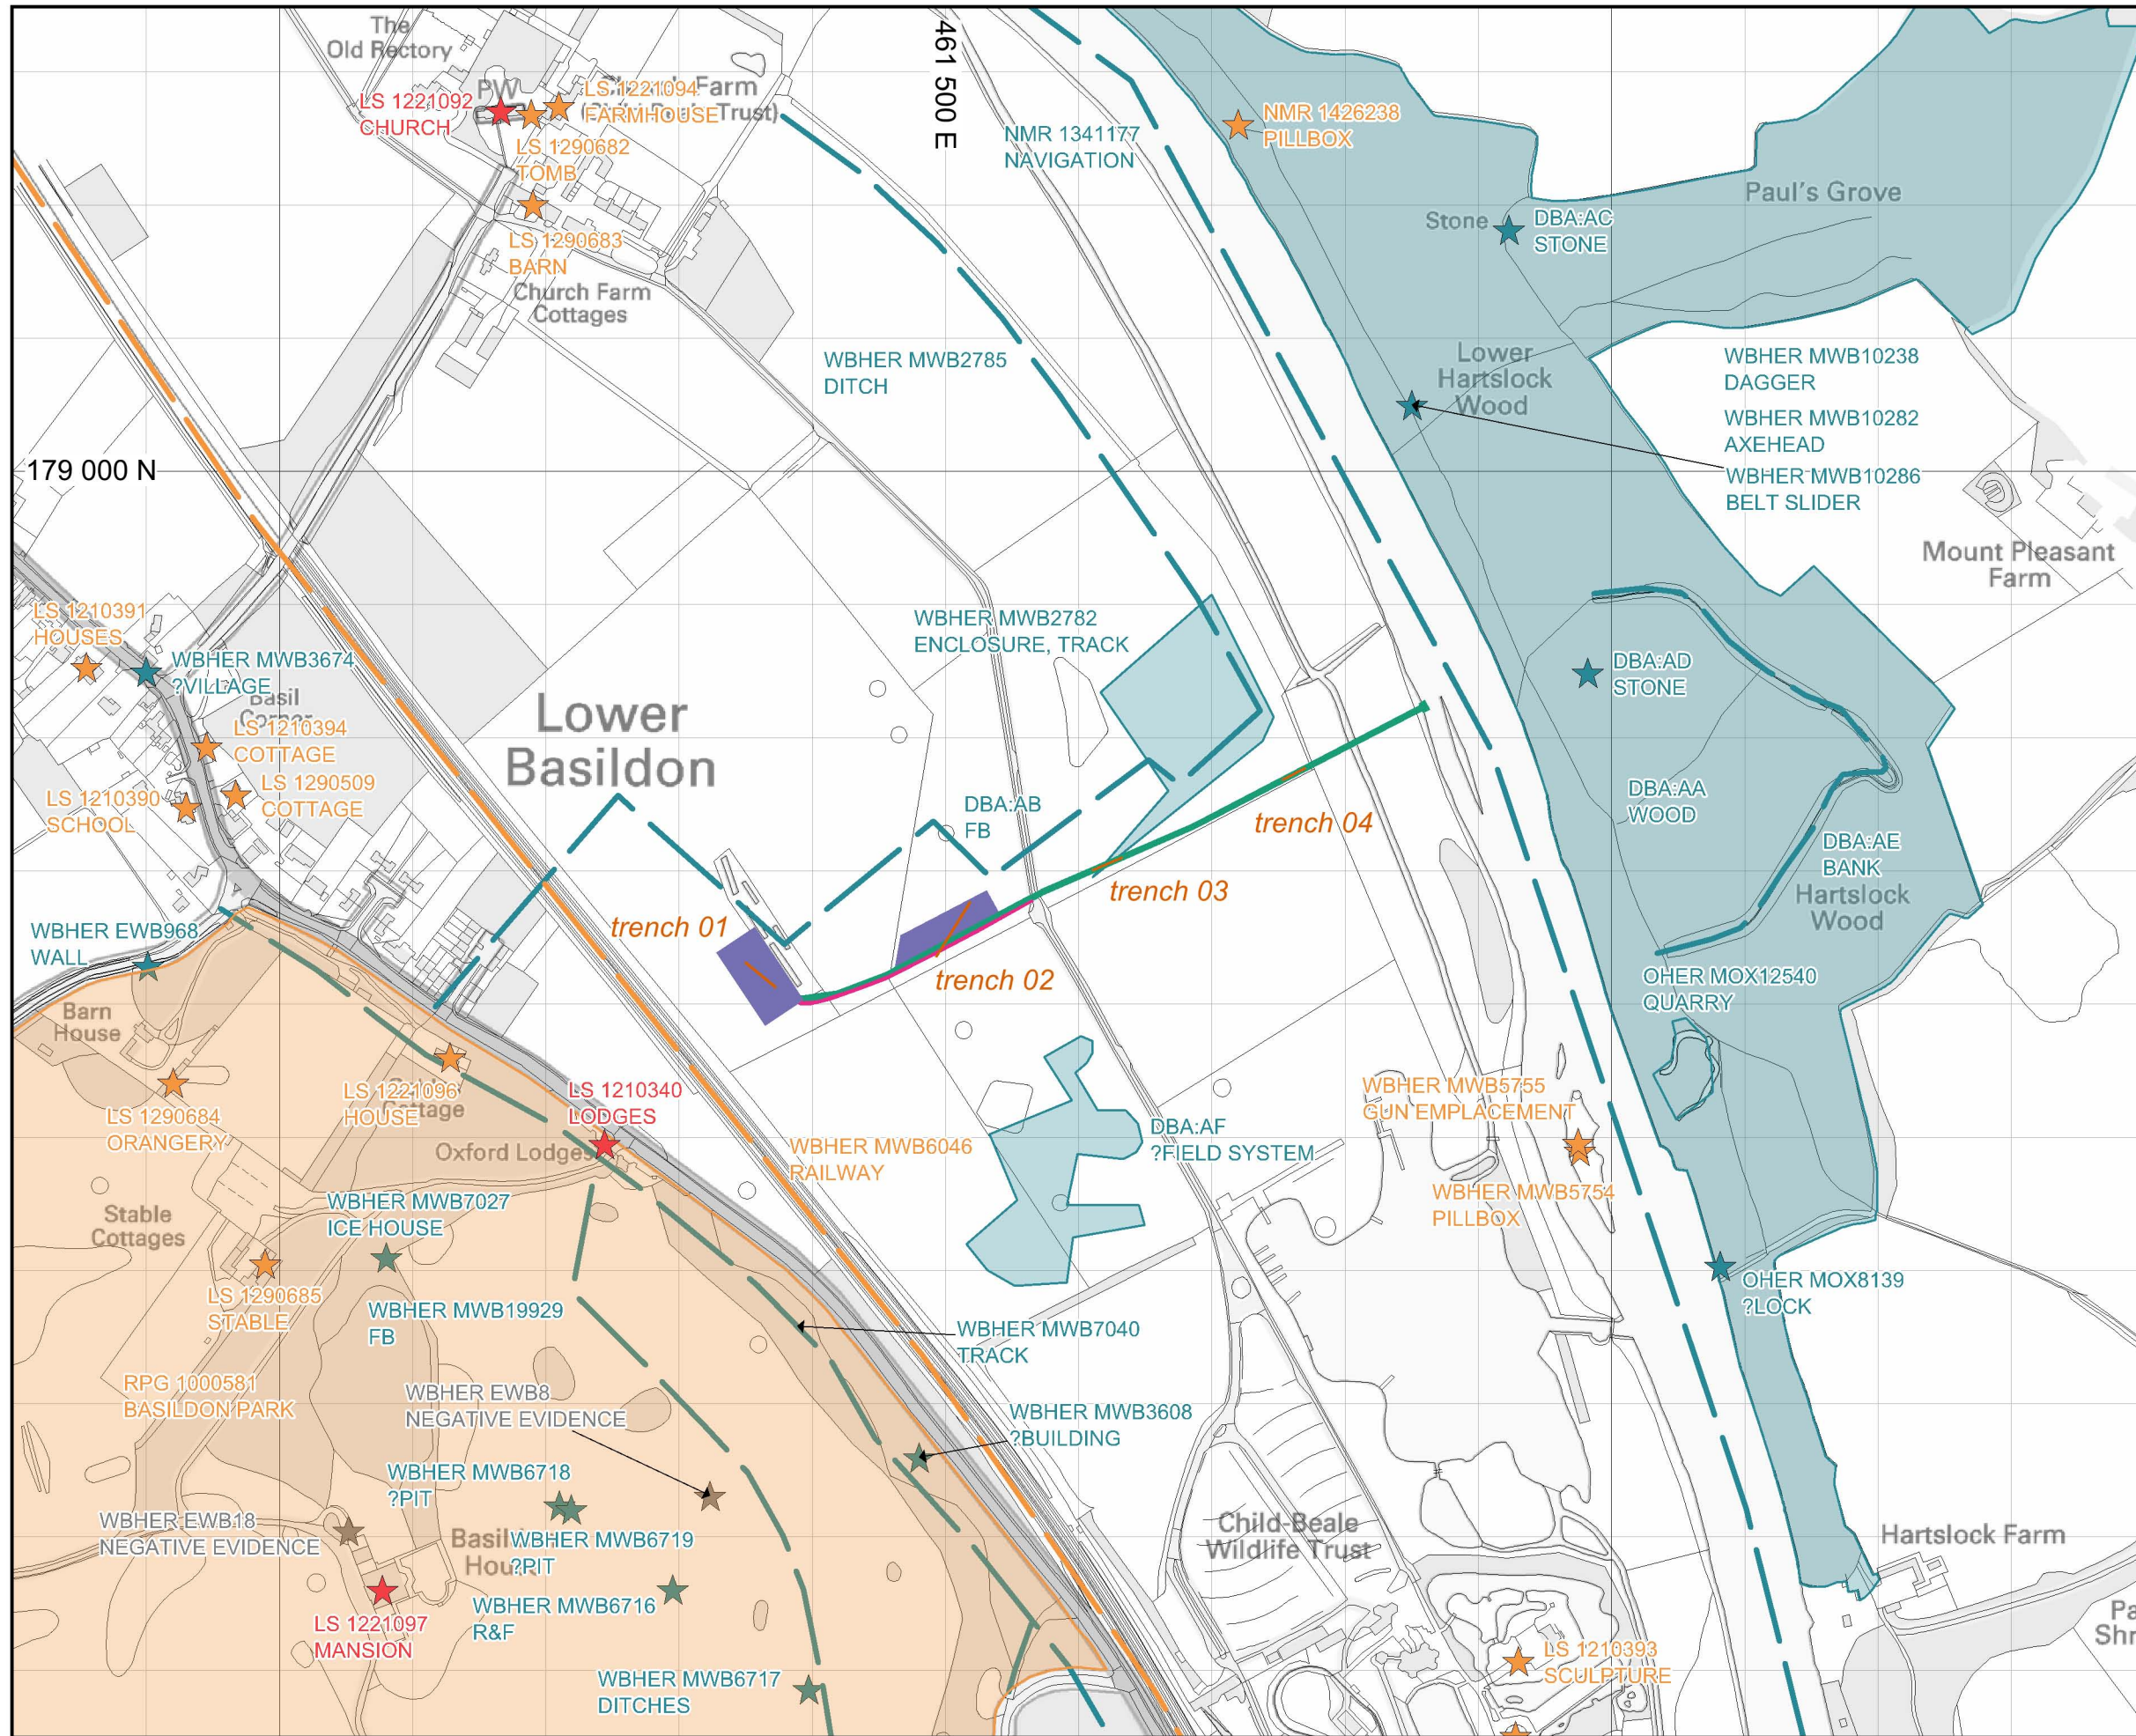 The
Old Rectory
PW
LS 1221092
CHURCH
LS 1221094
FARMHOUSE
Farm
Trust)
LS 1290682
TOMB
LS 1290683
BARN
Church Farm
Cottages
461 500 E
NMR 1341177
NAVIGATION
NMR 1426238
PILLBOX
Paul's Grove
Stone
DBA:AC
STONE
WBHER MWB2785
DITCH
Lower
Hartslock
Wood
WBHER MWB10238
DAGGER
WBHER MWB10282
AXEHEAD
WBHER MWB10286
BELT SLIDER
179 000 N
Mount Pleasant
Farm
LS 1210391
HOUSES
WBHER MWB3674
?VILLAGE
Basil
Corner
LS 1210394
COTTAGE
LS 1290509
COTTAGE
LS 1210390
SCHOOL
Lower
Basildon
WBHER MWB2782
ENCLOSURE, TRACK
DBA:AD
STONE
DBA:AA
WOOD
DBA:AB
FB
trench 04
trench 03
trench 01
trench 02
DBA:AE
BANK
Hartslock
Wood
WBHER EWB968
WALL
Barn
House
OHER MOX12540
QUARRY
LS 1290684
ORANGERY
LS 1221096
HOUSE
LS 1210340
LODGES
Oxford Lodges
WBHER MWB6046
RAILWAY
DBA:AF
?FIELD SYSTEM
WBHER MWB5755
GUN EMPLACEMENT
WBHER MWB5754
PILLBOX
Stable
Cottages
WBHER MWB7027
ICE HOUSE
LS 1290685
STABLE
WBHER MWB19929
FB
WBHER MWB7040
TRACK
OHER MOX8139
?LOCK
RPG 1000581
BASILDON PARK
WBHER EWB8
NEGATIVE EVIDENCE
WBHER MWB3608
?BUILDING
WBHER MWB6718
?PIT
WBHER EWB18
NEGATIVE EVIDENCE
WBHER MWB6719
?PIT
Child-Beale
Wildlife Trust
Hartslock Farm
WBHER MWB6716
R&F
LS 1221097
MANSION
WBHER MWB6717
DITCHES
LS 1210393
SCULPTURE
Pa
Shr